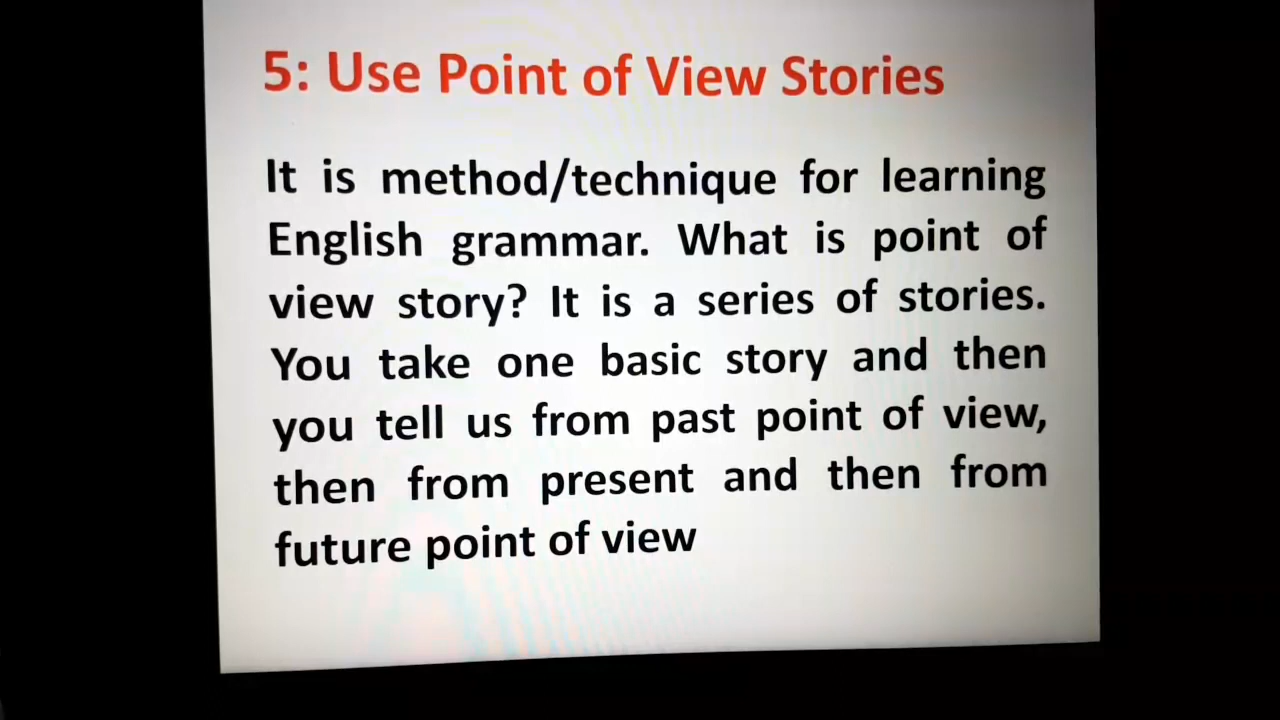 5: Use Point of View Stories
It is method/technique for learning
English grammar. What is point of
view story? It is a series of stories.
You take one basic story and then
you tell us from past point of view,
then from present and then from
future point of view